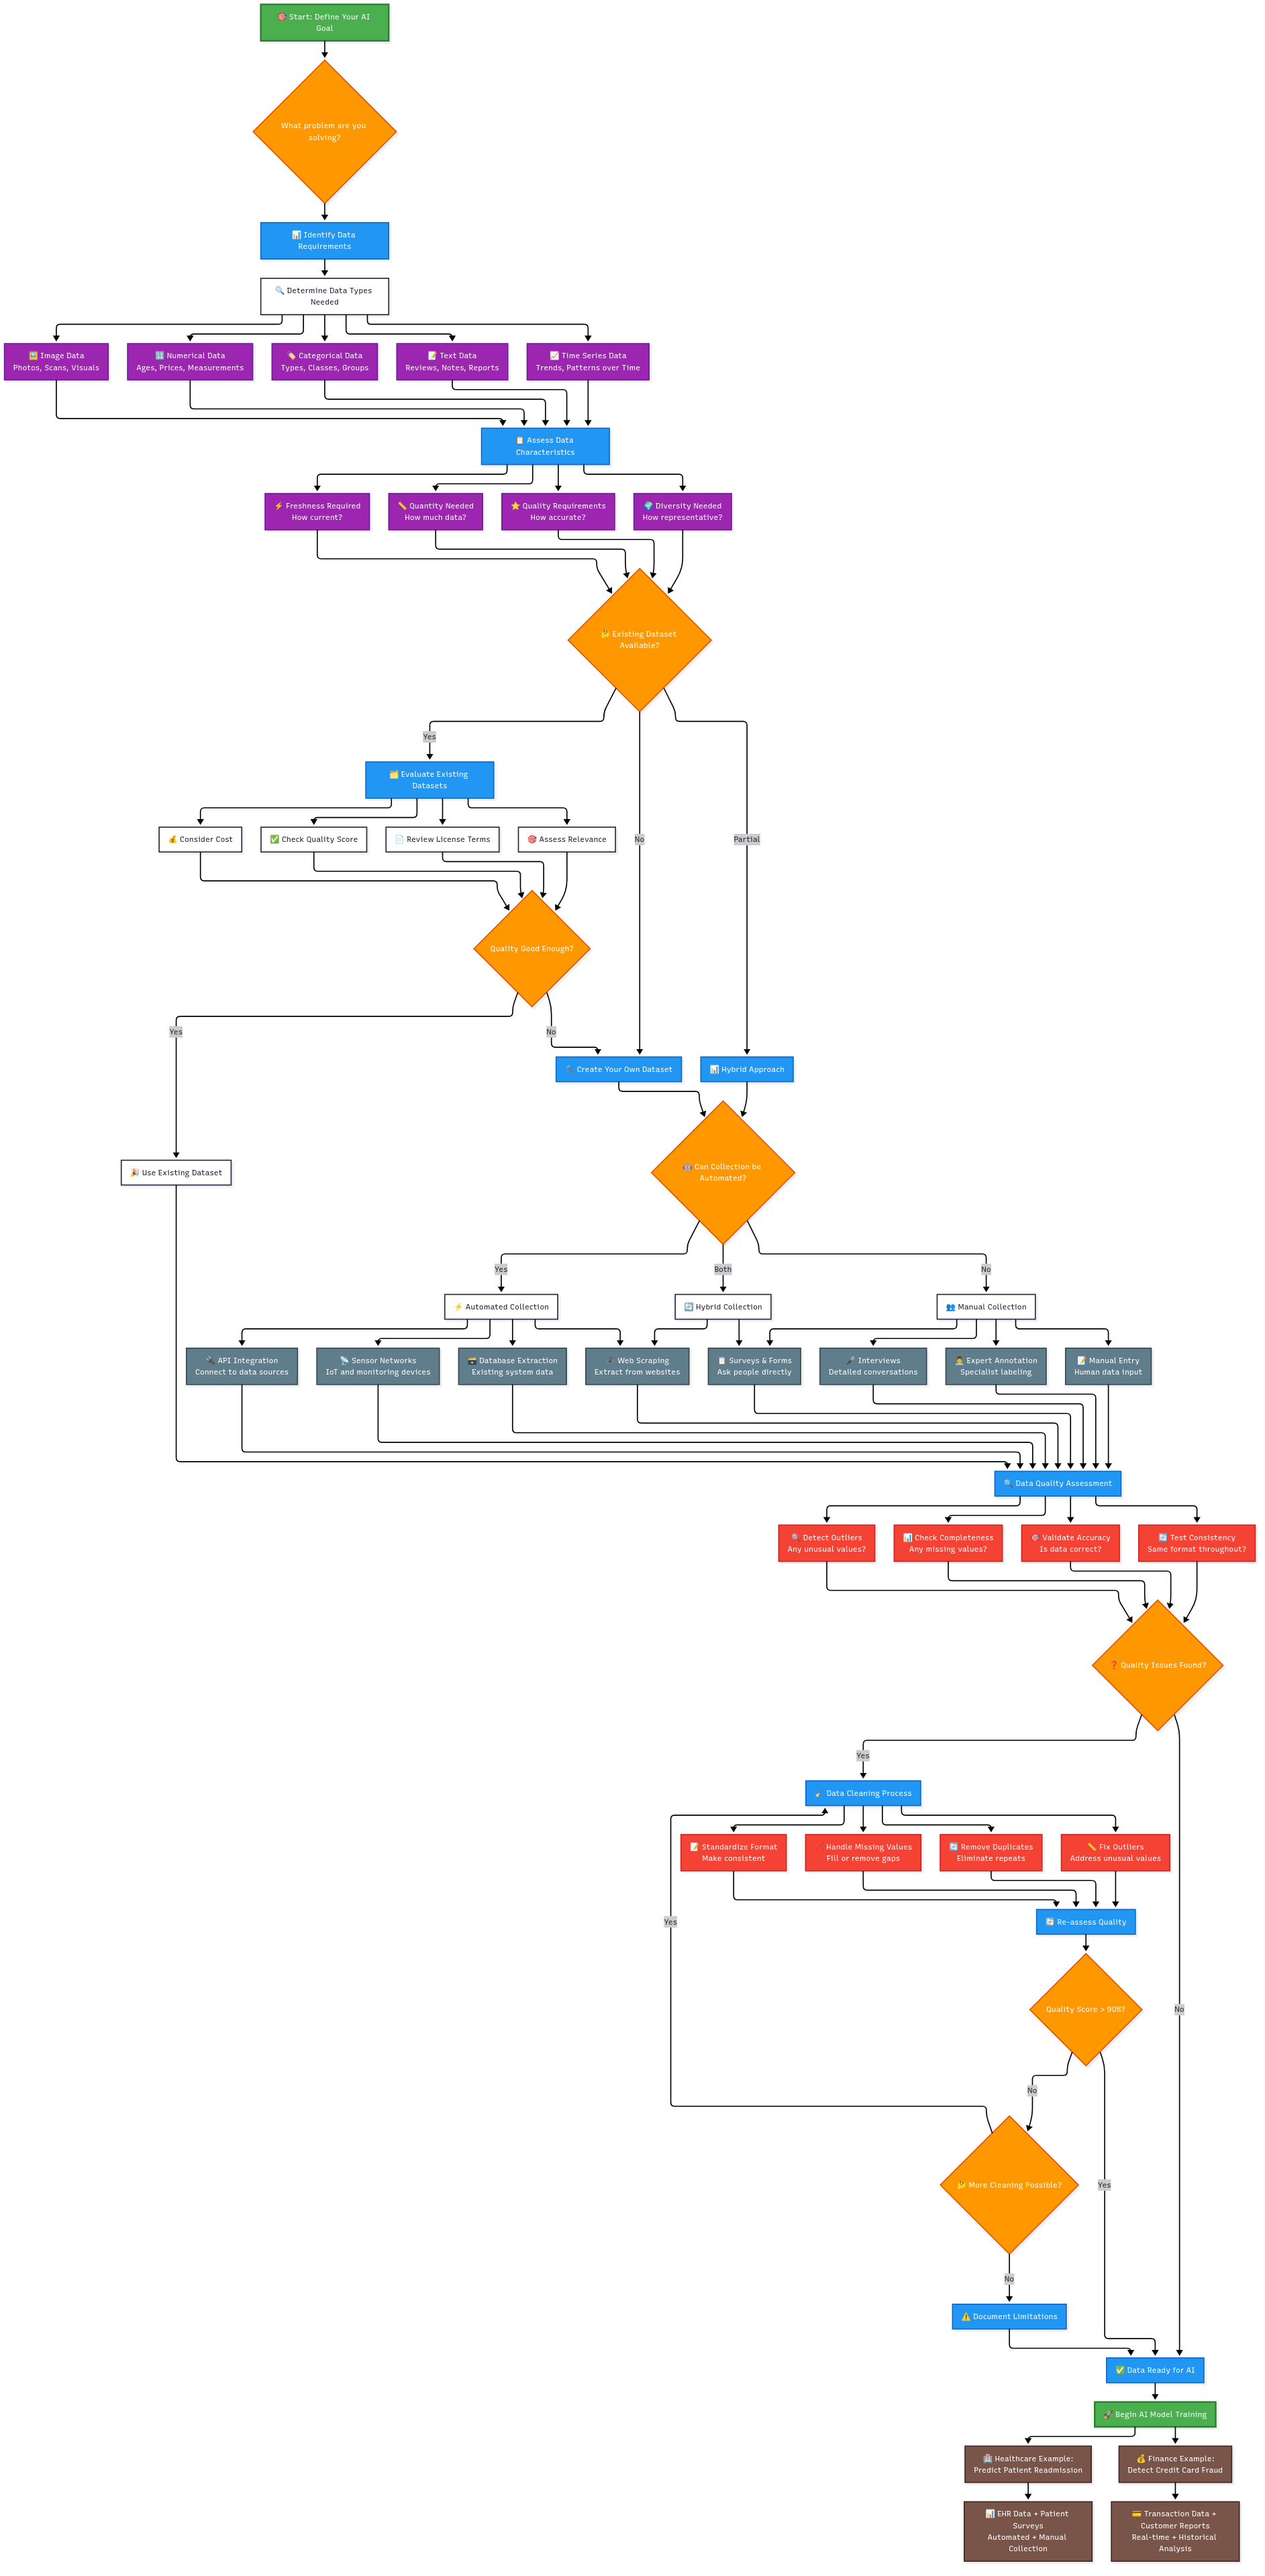 🎯 Start: Define Your AI
Goal
What problem are you
solving?
📊 Identify Data
Requirements
🔍 Determine Data Types
Needed
🖼️ Image Data
Photos, Scans, Visuals
🔢 Numerical Data
Ages, Prices, Measurements
🏷️ Categorical Data
Types, Classes, Groups
📝 Text Data
Reviews, Notes, Reports
📈 Time Series Data
Trends, Patterns over Time
📋 Assess Data
Characteristics
⚡ Freshness Required
How current?
📏 Quantity Needed
How much data?
⭐ Quality Requirements
How accurate?
🌍 Diversity Needed
How representative?
🤔 Existing Dataset
Available?
Yes
🗂️ Evaluate Existing
Datasets
💰 Consider Cost
✅ Check Quality Score
📄 Review License Terms
🎯 Assess Relevance
No
Partial
Quality Good Enough?
Yes
No
🔨 Create Your Own Dataset
📊 Hybrid Approach
🤖 Can Collection be
Automated?
🎉 Use Existing Dataset
Yes
Both
No
⚡ Automated Collection
🔄 Hybrid Collection
👥 Manual Collection
🔌 API Integration
Connect to data sources
📡 Sensor Networks
IoT and monitoring devices
🗃️ Database Extraction
Existing system data
🕷️ Web Scraping
Extract from websites
📋 Surveys & Forms
Ask people directly
🎤 Interviews
Detailed conversations
👨‍🔬 Expert Annotation
Specialist labeling
📝 Manual Entry
Human data input
🔍 Data Quality Assessment
🔍 Detect Outliers
Any unusual values?
📊 Check Completeness
Any missing values?
🎯 Validate Accuracy
Is data correct?
🔄 Test Consistency
Same format throughout?
❓ Quality Issues Found?
Yes
🧹 Data Cleaning Process
📝 Standardize Format
Make consistent
Handle Missing Values
Fill or remove gaps
🔄 Remove Duplicates
Eliminate repeats
📏 Fix Outliers
Address unusual values
Yes
🔄 Re-assess Quality
Quality Score > 90%?
No
No
🤔 More Cleaning Possible?
Yes
No
⚠️ Document Limitations
✅ Data Ready for AI
🚀 Begin AI Model Training
🏥 Healthcare Example:
Predict Patient Readmission
💰 Finance Example:
Detect Credit Card Fraud
📊 EHR Data + Patient
Surveys
Automated + Manual
Collection
💳 Transaction Data +
Customer Reports
Real-time + Historical
Analysis